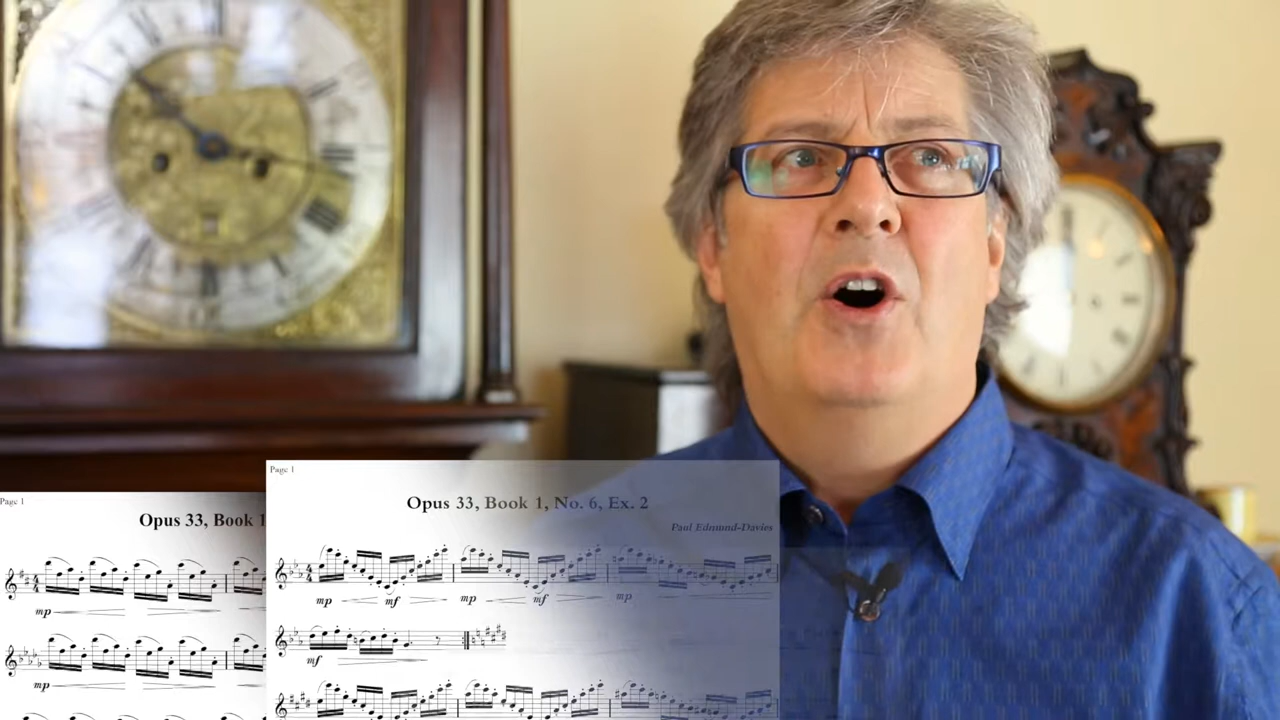 Page 1
Opus 33, Book 1
mp
mp
Page 1
Opus 33, Book 1, No. 6, Ex. 2
Paul Edmund-Davies
mp mf mp mf mp
mf